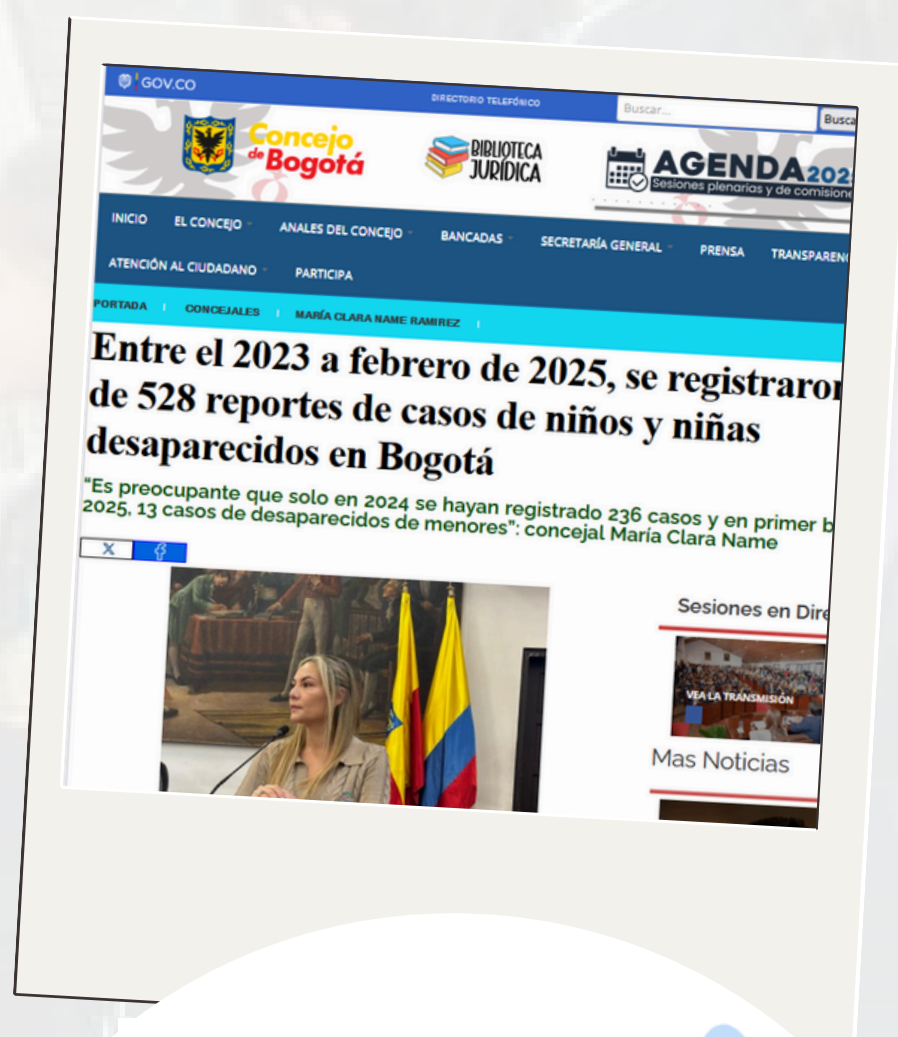 GOV.CO
DIRECTORIO TELEFÓNICO
Buscar...
Busca
Concejo
de Bogotá
BIBLIOTECA
JURÍDICA
AGENDA 202
Sesiones plenarias y de comisione
INICIO EL CONCEJO ANALES DEL CONCEJO BANCADAS SECRETARÍA GENERAL PRENSA TRANSPAREN
ATENCIÓN AL CIUDADANO PARTICIPA
PORTADA | CONCEJALES | MARÍA CLARA NAME RAMIREZ |
Entre el 2023 a febrero de 2025, se registraron
de 528 reportes de casos de niños y niñas
desaparecidos en Bogotá
“Es preocupante que solo en 2024 se hayan registrado 236 casos y en primer b
2025, 13 casos de desaparecidos de menores”: concejal María Clara Name
Sesiones en Dire
VEA LA TRANSMISIÓN
Mas Noticias